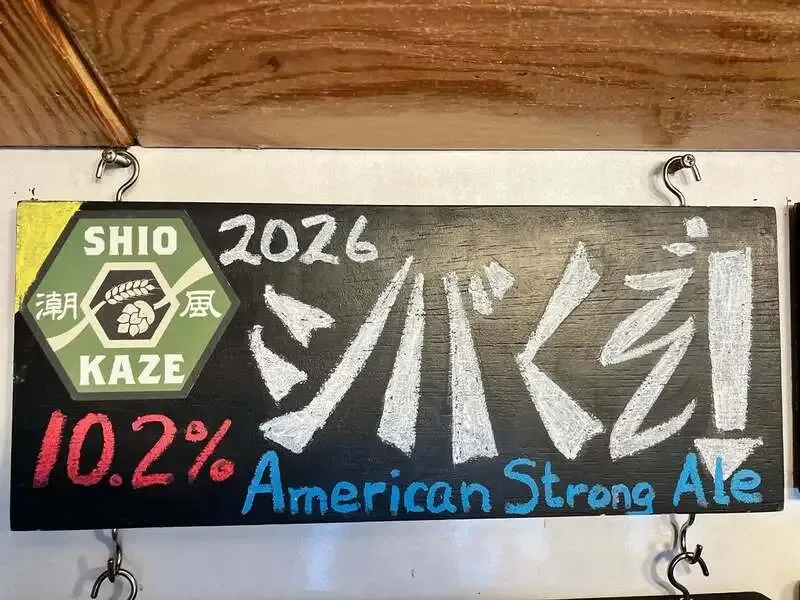 SHIO
潮風
KAZE
2026
シバくぞ!
10.2%
American Strong Ale